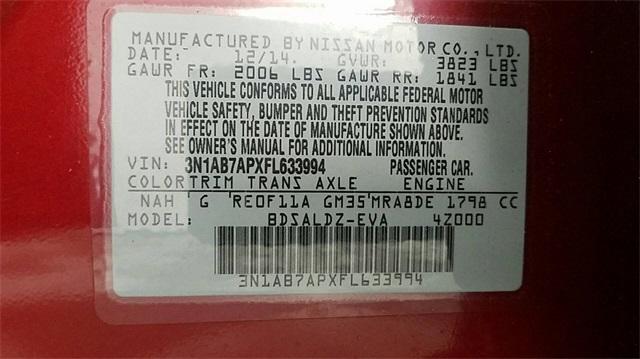 MANUFACTURED BY NISSAN MOTOR CO., LTD.
DATE: 12/14. GVWR: 3823 LBS
GAWR FR: 2006 LBS GAWR RR: 1841 LBS
THIS VEHICLE CONFORMS TO ALL APPLICABLE FEDERAL MOTOR
VEHICLE SAFETY, BUMPER AND THEFT PREVENTION STANDARDS
IN EFFECT ON THE DATE OF MANUFACTURE SHOWN ABOVE.
SEE OWNER'S MANUAL FOR ADDITIONAL INFORMATION.
VIN: 3N1AB7APXFL633994 PASSENGER CAR.
COLOR TRIM TRANS AXLE ENGINE
NAH G RE0F11A GM35 MRA8DE 1798 CC
MODEL: BDSALDZ-EVA 4Z000
3N1AB7APXFL633994